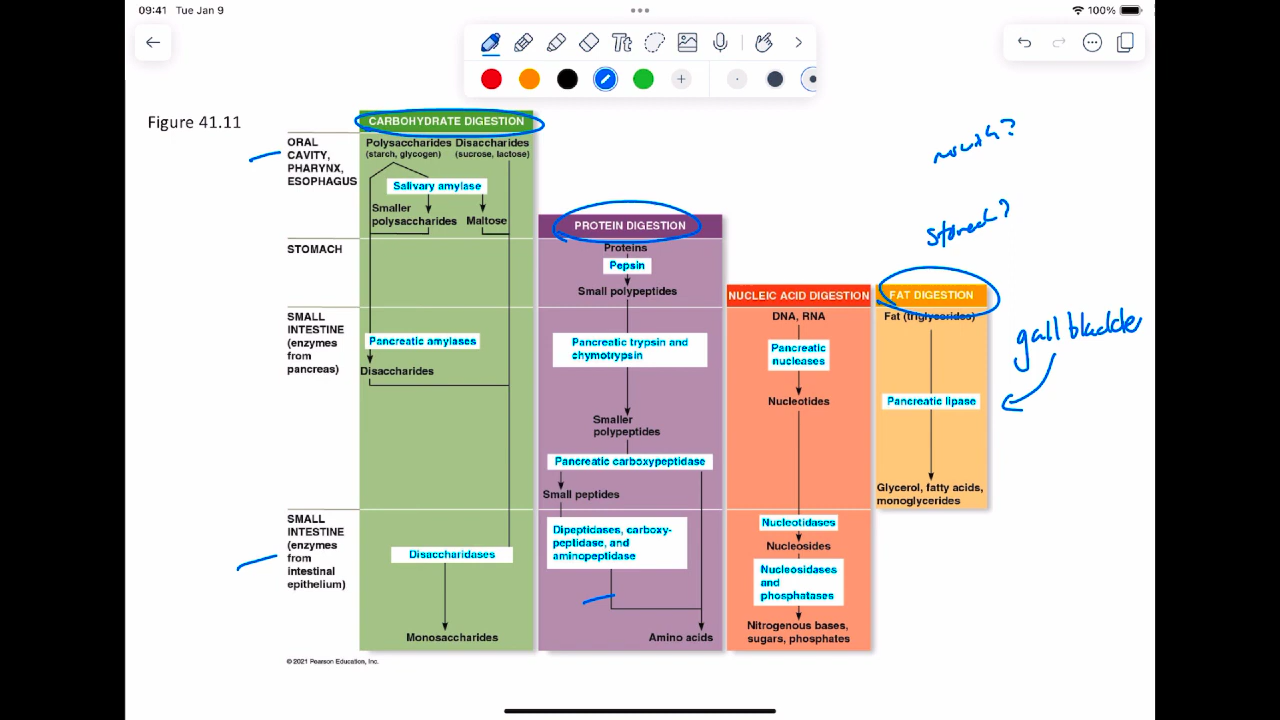 09:41 Tue Jan 9
100%
Tt
Figure 41.11
CARBOHYDRATE DIGESTION
ORAL
CAVITY,
PHARYNX,
ESOPHAGUS
Polysaccharides Disaccharides
(starch, glycogen) (sucrose, lactose)
Salivary amylase
Smaller
polysaccharides Maltose
PROTEIN DIGESTION
STOMACH
Proteins
Pepsin
Small polypeptides
stomach?
NUCLEIC ACID DIGESTION
FAT DIGESTION
SMALL
INTESTINE
(enzymes
from
pancreas)
Pancreatic amylases
Disaccharides
Pancreatic trypsin and
chymotrypsin
Smaller
polypeptides
Pancreatic carboxypeptidase
Small peptides
DNA, RNA
Pancreatic
nucleases
Nucleotides
Fat (triglycerides)
Pancreatic lipase
Glycerol, fatty acids,
monoglycerides
gall bladder
SMALL
INTESTINE
(enzymes
from
intestinal
epithelium)
Disaccharidases
Monosaccharides
Dipeptidases, carboxy-
peptidase, and
aminopeptidase
Amino acids
Nucleotidases
Nucleosides
Nucleosidases
and
phosphatases
Nitrogenous bases,
sugars, phosphates
© 2021 Pearson Education, Inc.